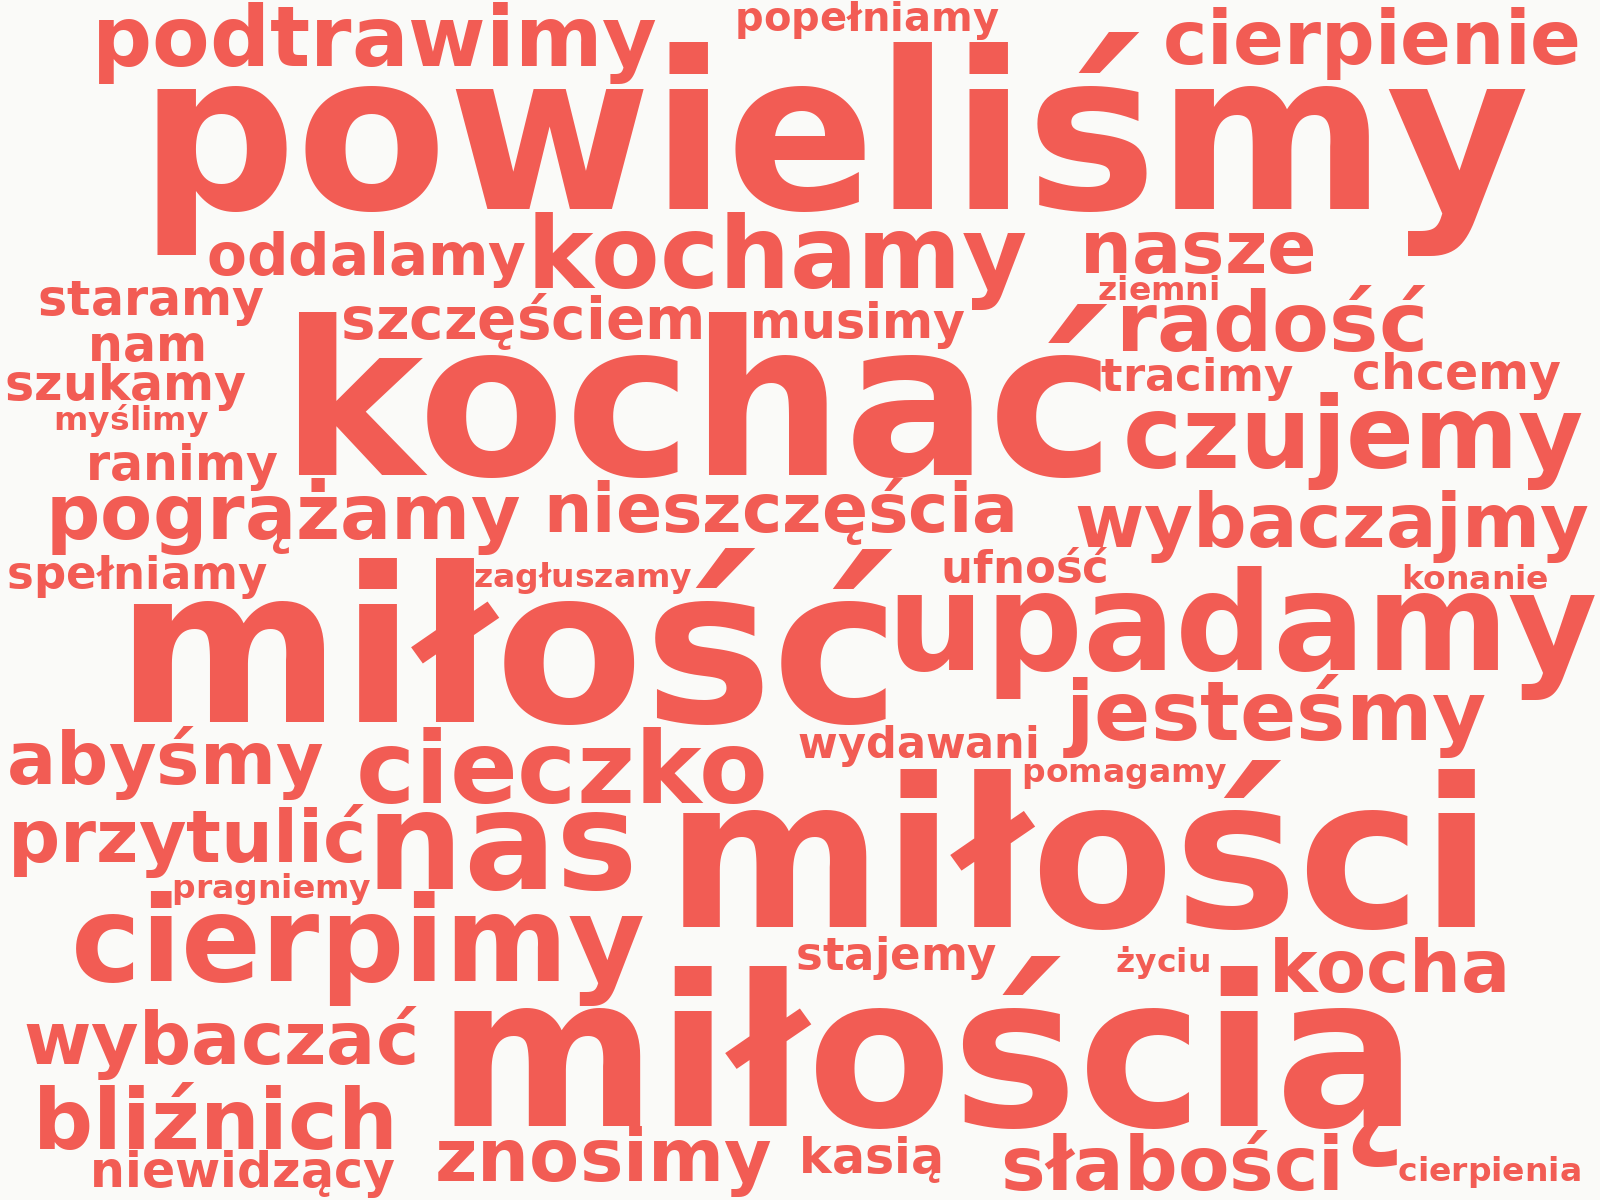 podtrawimy popełniamy cierpienie
powieliśmy
oddalamy kochamy nasze
staramy ziemni
szczęściem musimy radość
nam
szukamy kochać tracimy chcemy
myślimy czujemy
ranimy
pogrążamy nieszczęścia wybaczajmy
spełniamy zagłuszamy ufność konanie
miłość upadamy
jesteśmy
abyśmy cieczko wydawani
pomagamy
przytulić nas miłości
pragniemy
cierpimy
stajemy życiu kocha
wybaczać miłością
bliźnich
niewidzący znosimy kasią słabości cierpienia